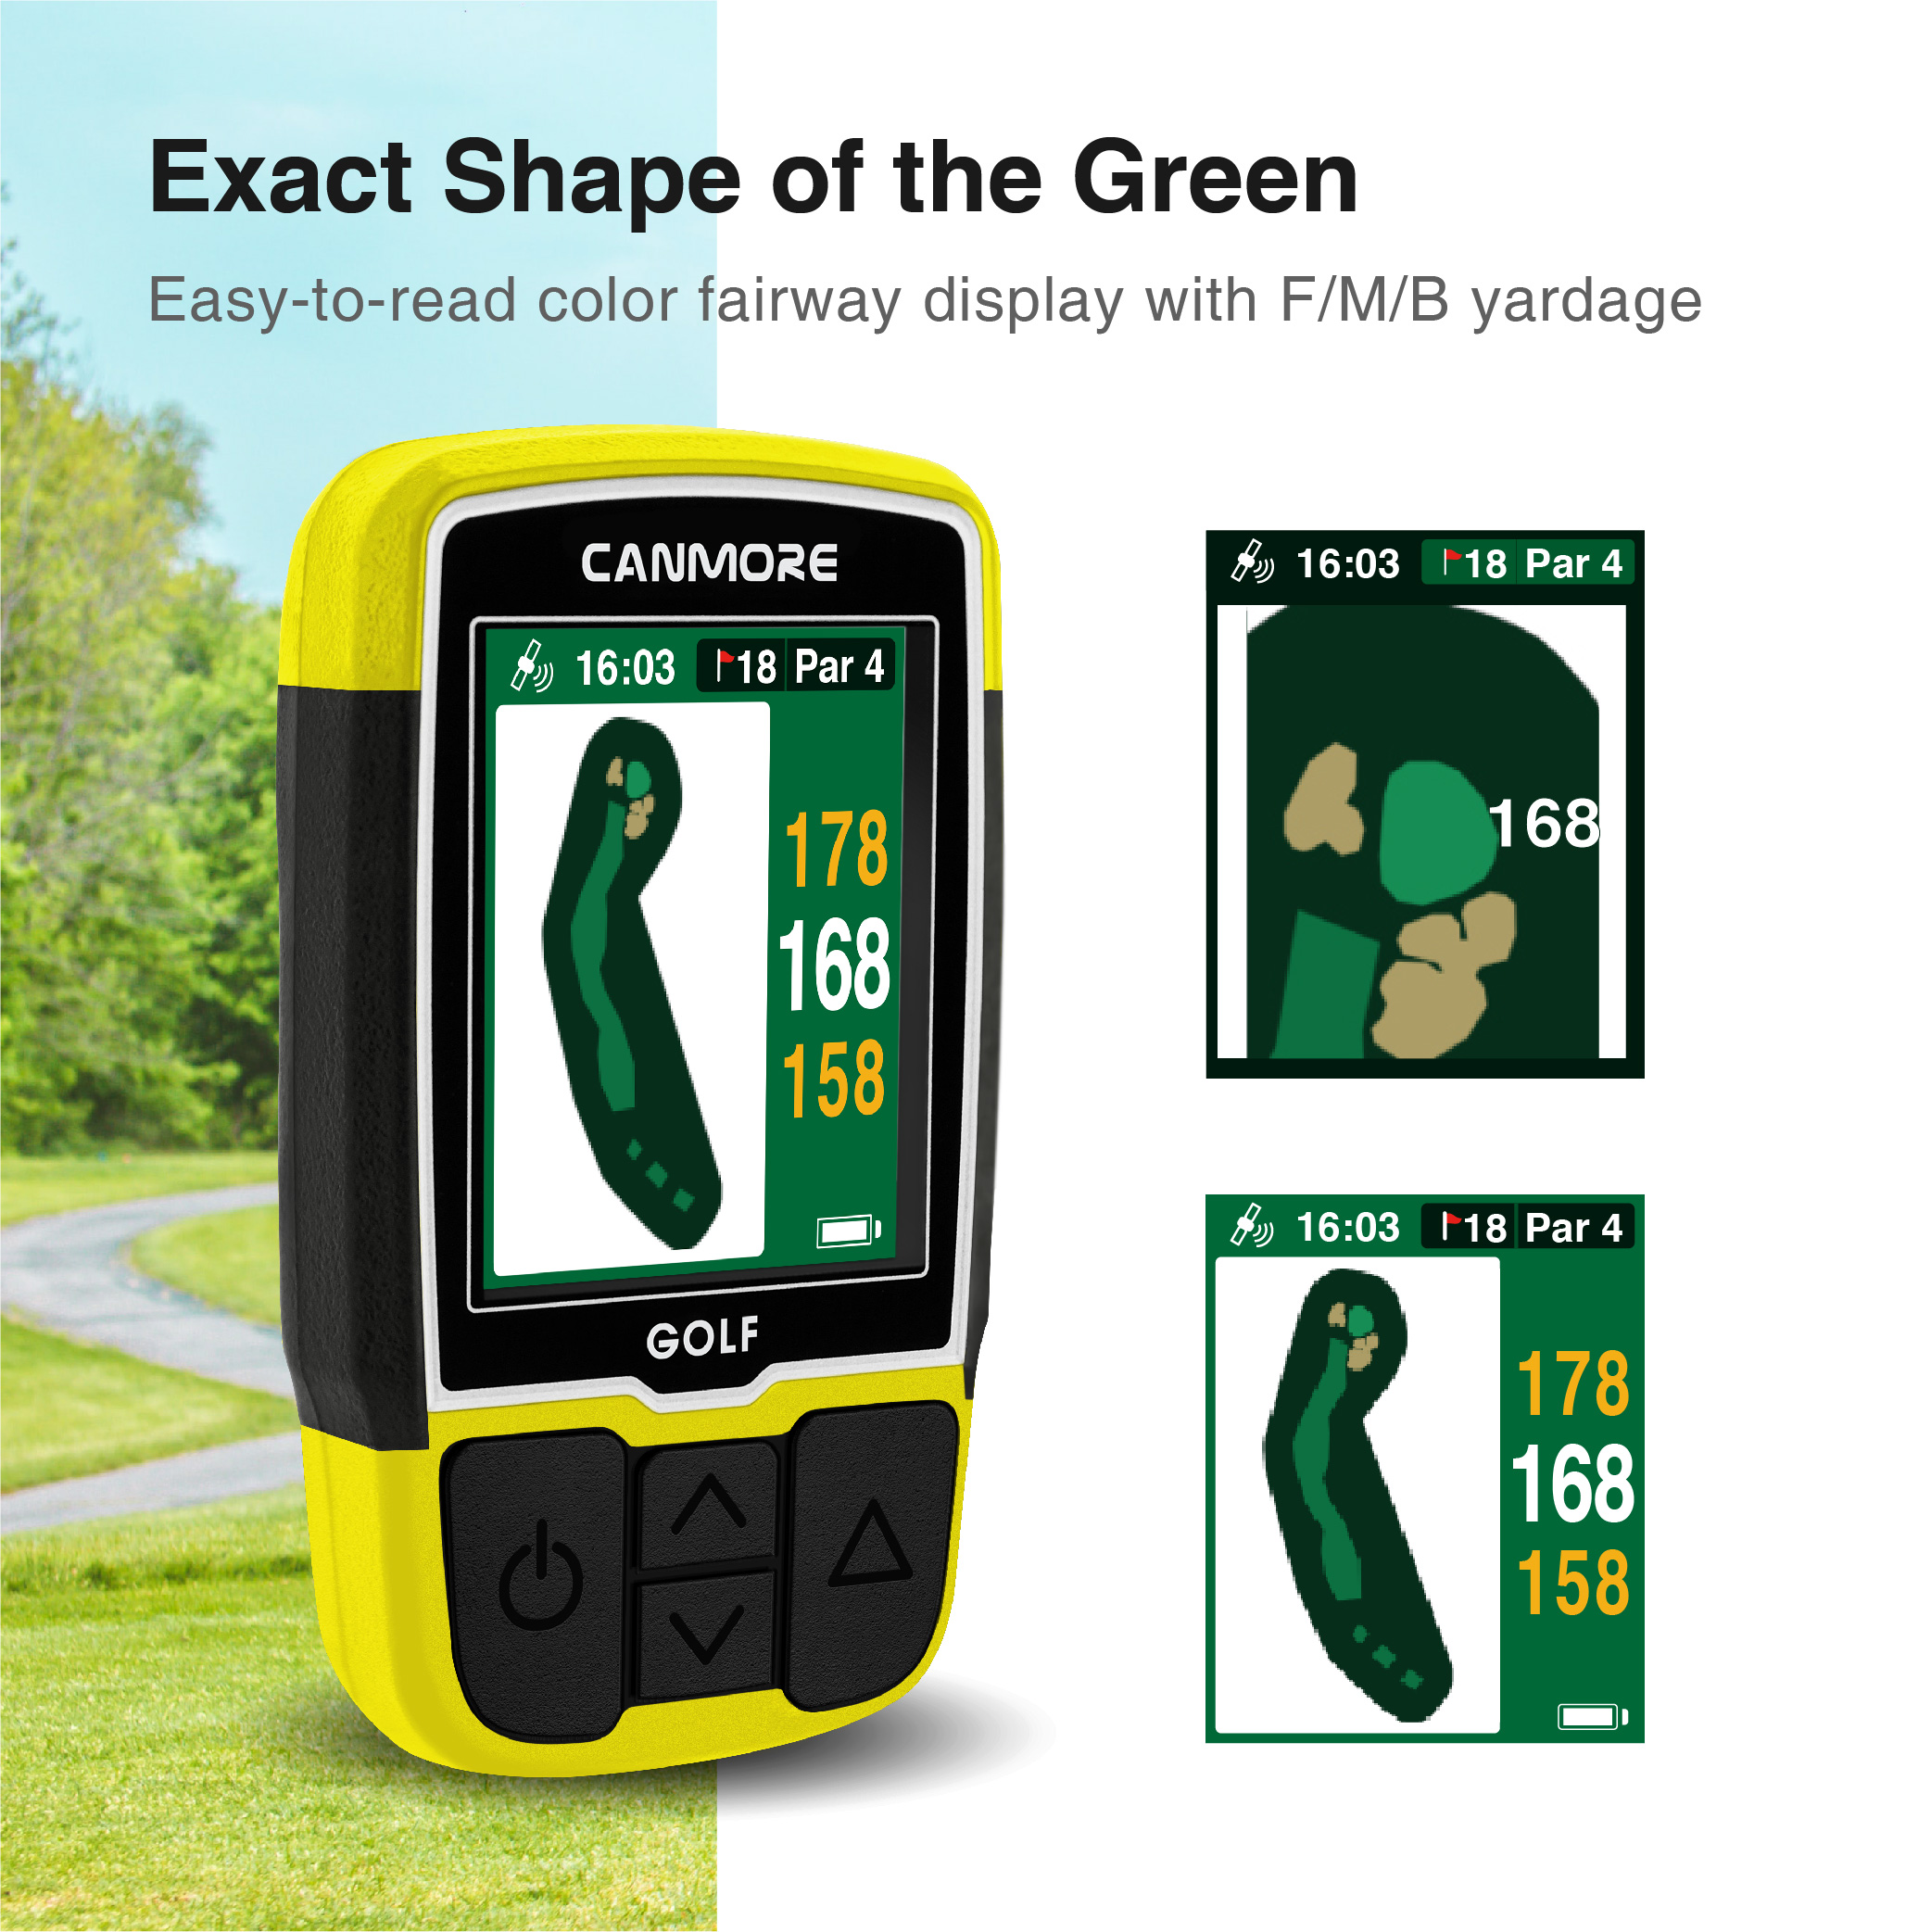 Exact Shape of the Green
Easy-to-read color fairway display with F/M/B yardage
CANMORE
16:03 18 Par 4
178
168
158
GOLF
16:03 18 Par 4
168
16:03 18 Par 4
178
168
158